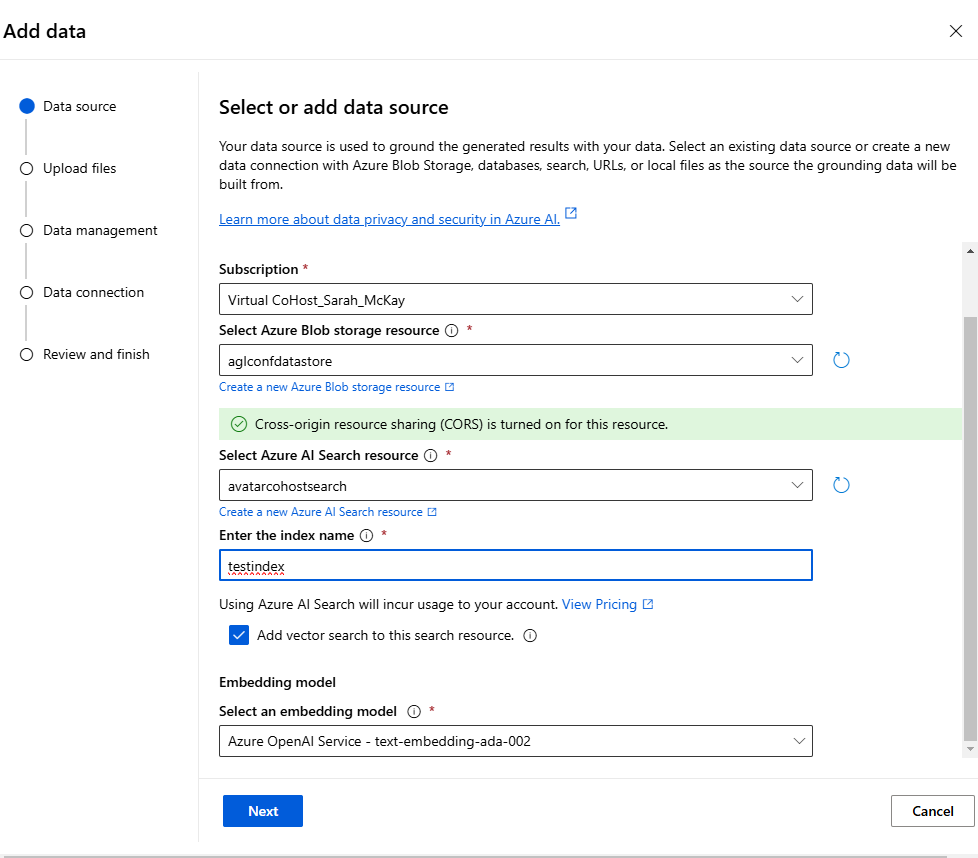 Add data
Data source
Upload files
Data management
Data connection
Review and finish
Select or add data source
Your data source is used to ground the generated results with your data. Select an existing data source or create a new
data connection with Azure Blob Storage, databases, search, URLs, or local files as the source the grounding data will be
built from.
Learn more about data privacy and security in Azure AI.
Subscription *
Virtual CoHost_Sarah_McKay
Select Azure Blob storage resource *
aglconfdatastore
Create a new Azure Blob storage resource
Cross-origin resource sharing (CORS) is turned on for this resource.
Select Azure AI Search resource *
avatarcohostsearch
Create a new Azure AI Search resource
Enter the index name *
testindex
Using Azure AI Search will incur usage to your account. View Pricing
Add vector search to this search resource.
Embedding model
Select an embedding model *
Azure OpenAI Service - text-embedding-ada-002
Next
Cancel